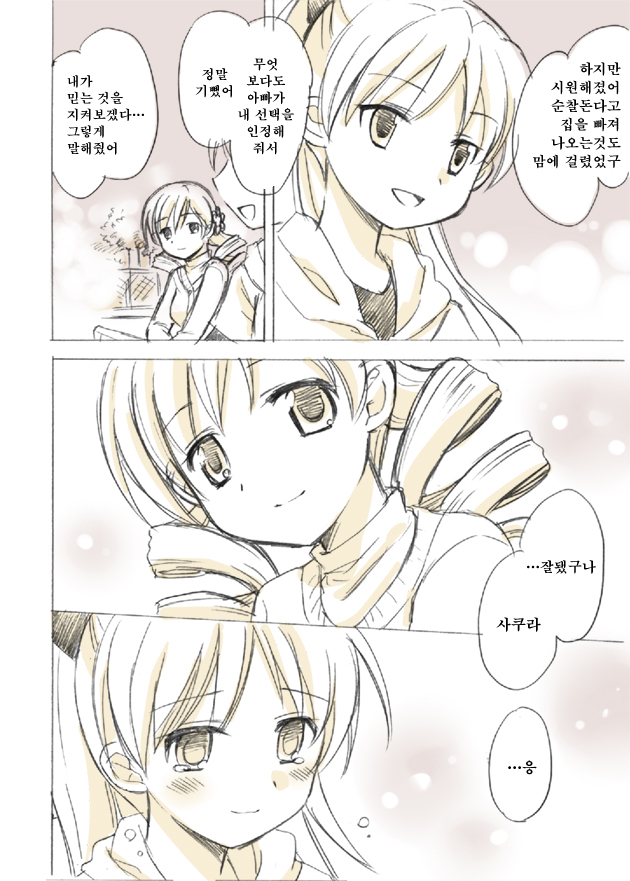 하지만
시원해졌어
순찰돈다고
집을 빠져
나오는것도
맘에 걸렸었구
무엇
보다도
아빠가
내 선택을
인정해
줘서
정말
기뻤어
내가
믿는 것을
지켜보겠다…
그렇게
말해줬어
…잘됐구나
사쿠라
…응